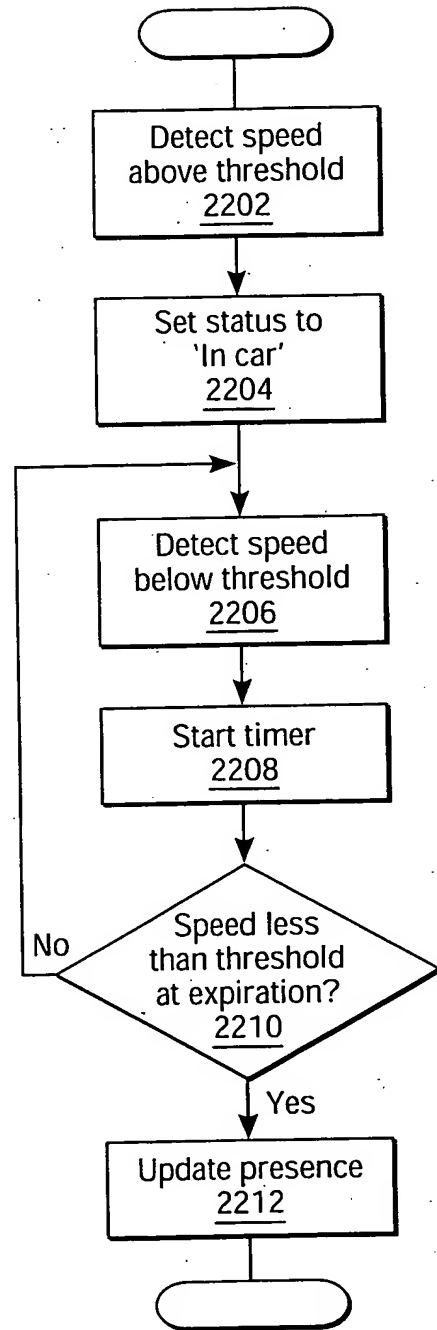 Detect speed
above threshold
2202
Set status to
'In car'
2204
Detect speed
below threshold
2206
Start timer
2208
Speed less
than threshold
at expiration?
2210
No
Yes
Update presence
2212